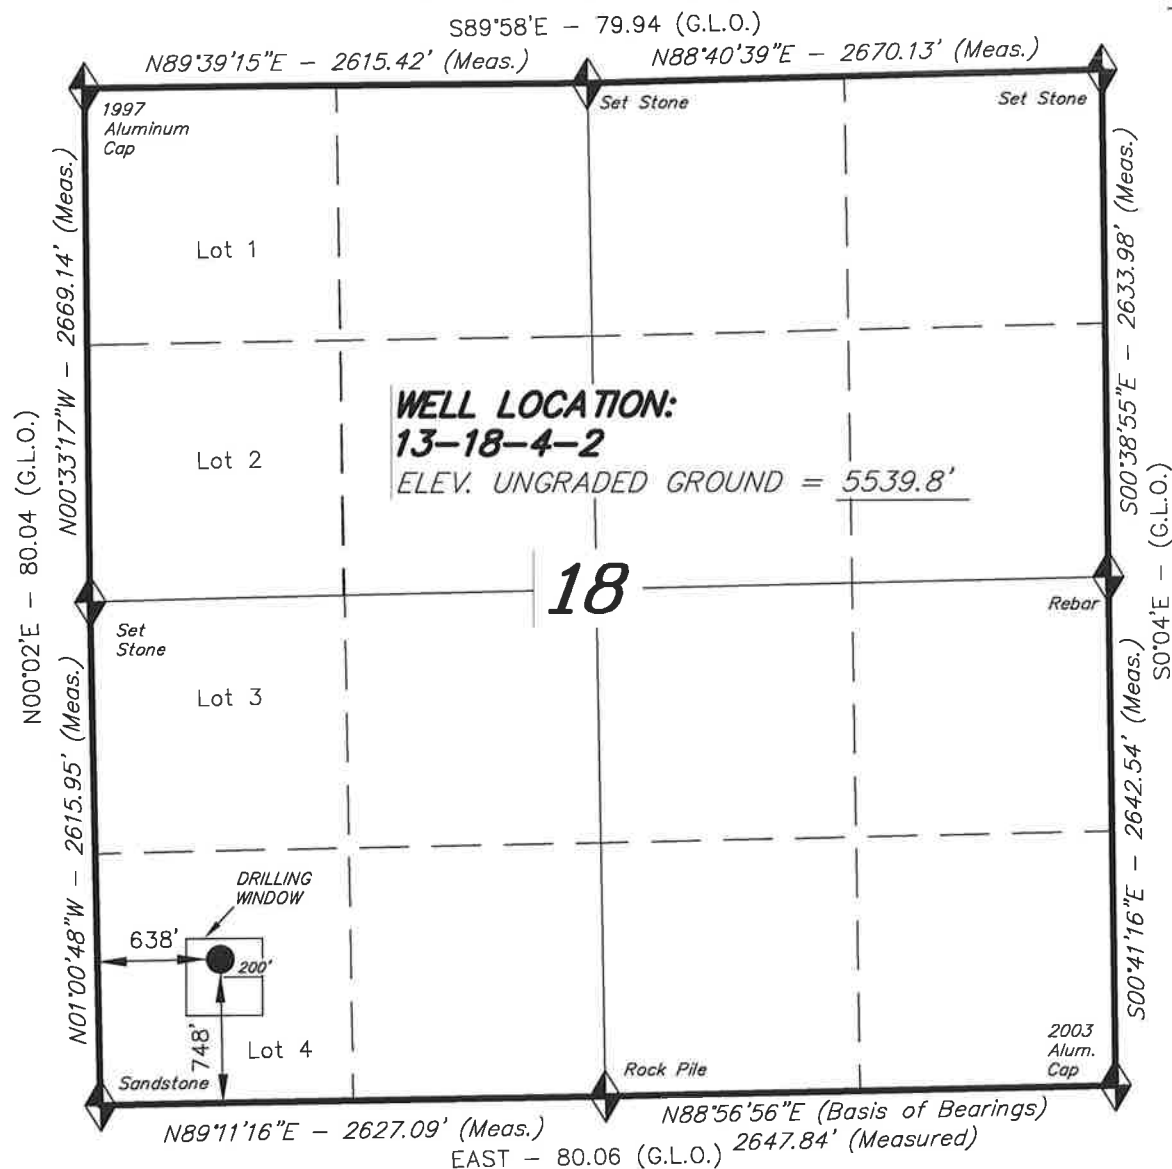 S89°58'E - 79.94 (G.L.O.)
N89°39'15"E - 2615.42' (Meas.)
N88°40'39"E - 2670.13' (Meas.)
1997
Aluminum
Cap
Set Stone
Set Stone
N00°33'17"W - 2669.14' (Meas.)
S00°38'55"E - 2633.98' (Meas.)
Lot 1
WELL LOCATION:
13-18-4-2
ELEV. UNGRADED GROUND = 5539.8'
Lot 2
N00°02'E - 80.04 (G.L.O.)
S0°04'E - (G.L.O.)
18
Set
Stone
Rebar
Lot 3
N01°00'48"W - 2615.95' (Meas.)
S00°41'16"E - 2642.54' (Meas.)
DRILLING
WINDOW
638'
200'
748'
Lot 4
Sandstone
Rock Pile
2003
Alum.
Cap
N89°11'16"E - 2627.09' (Meas.)
N88°56'56"E (Basis of Bearings)
2647.84' (Measured)
EAST - 80.06 (G.L.O.)